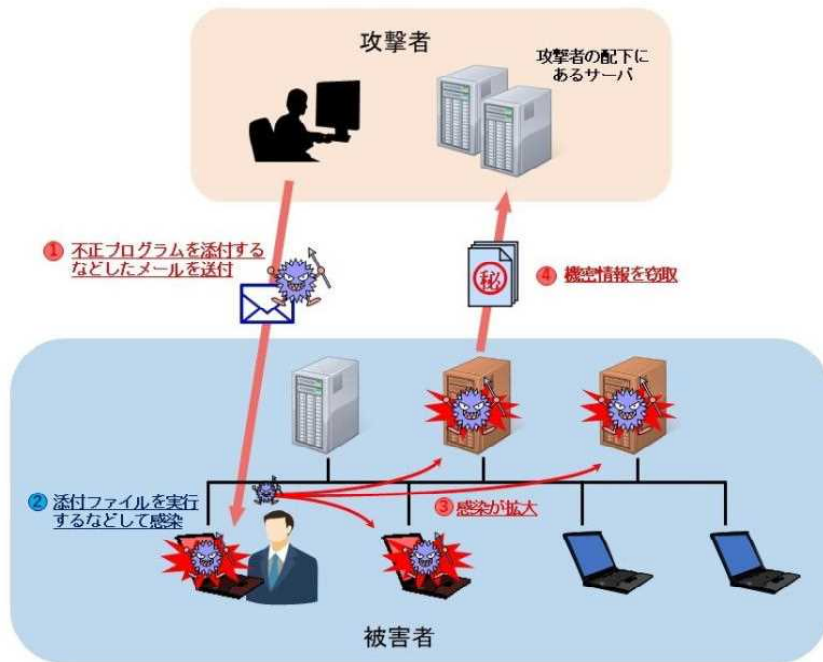 攻撃者
攻撃者の配下に
あるサーバ
① 不正プログラムを添付する
などしたメールを送付
秘
④ 機密情報を窃取
② 添付ファイルを実行
するなどして感染
③ 感染が拡大
被害者